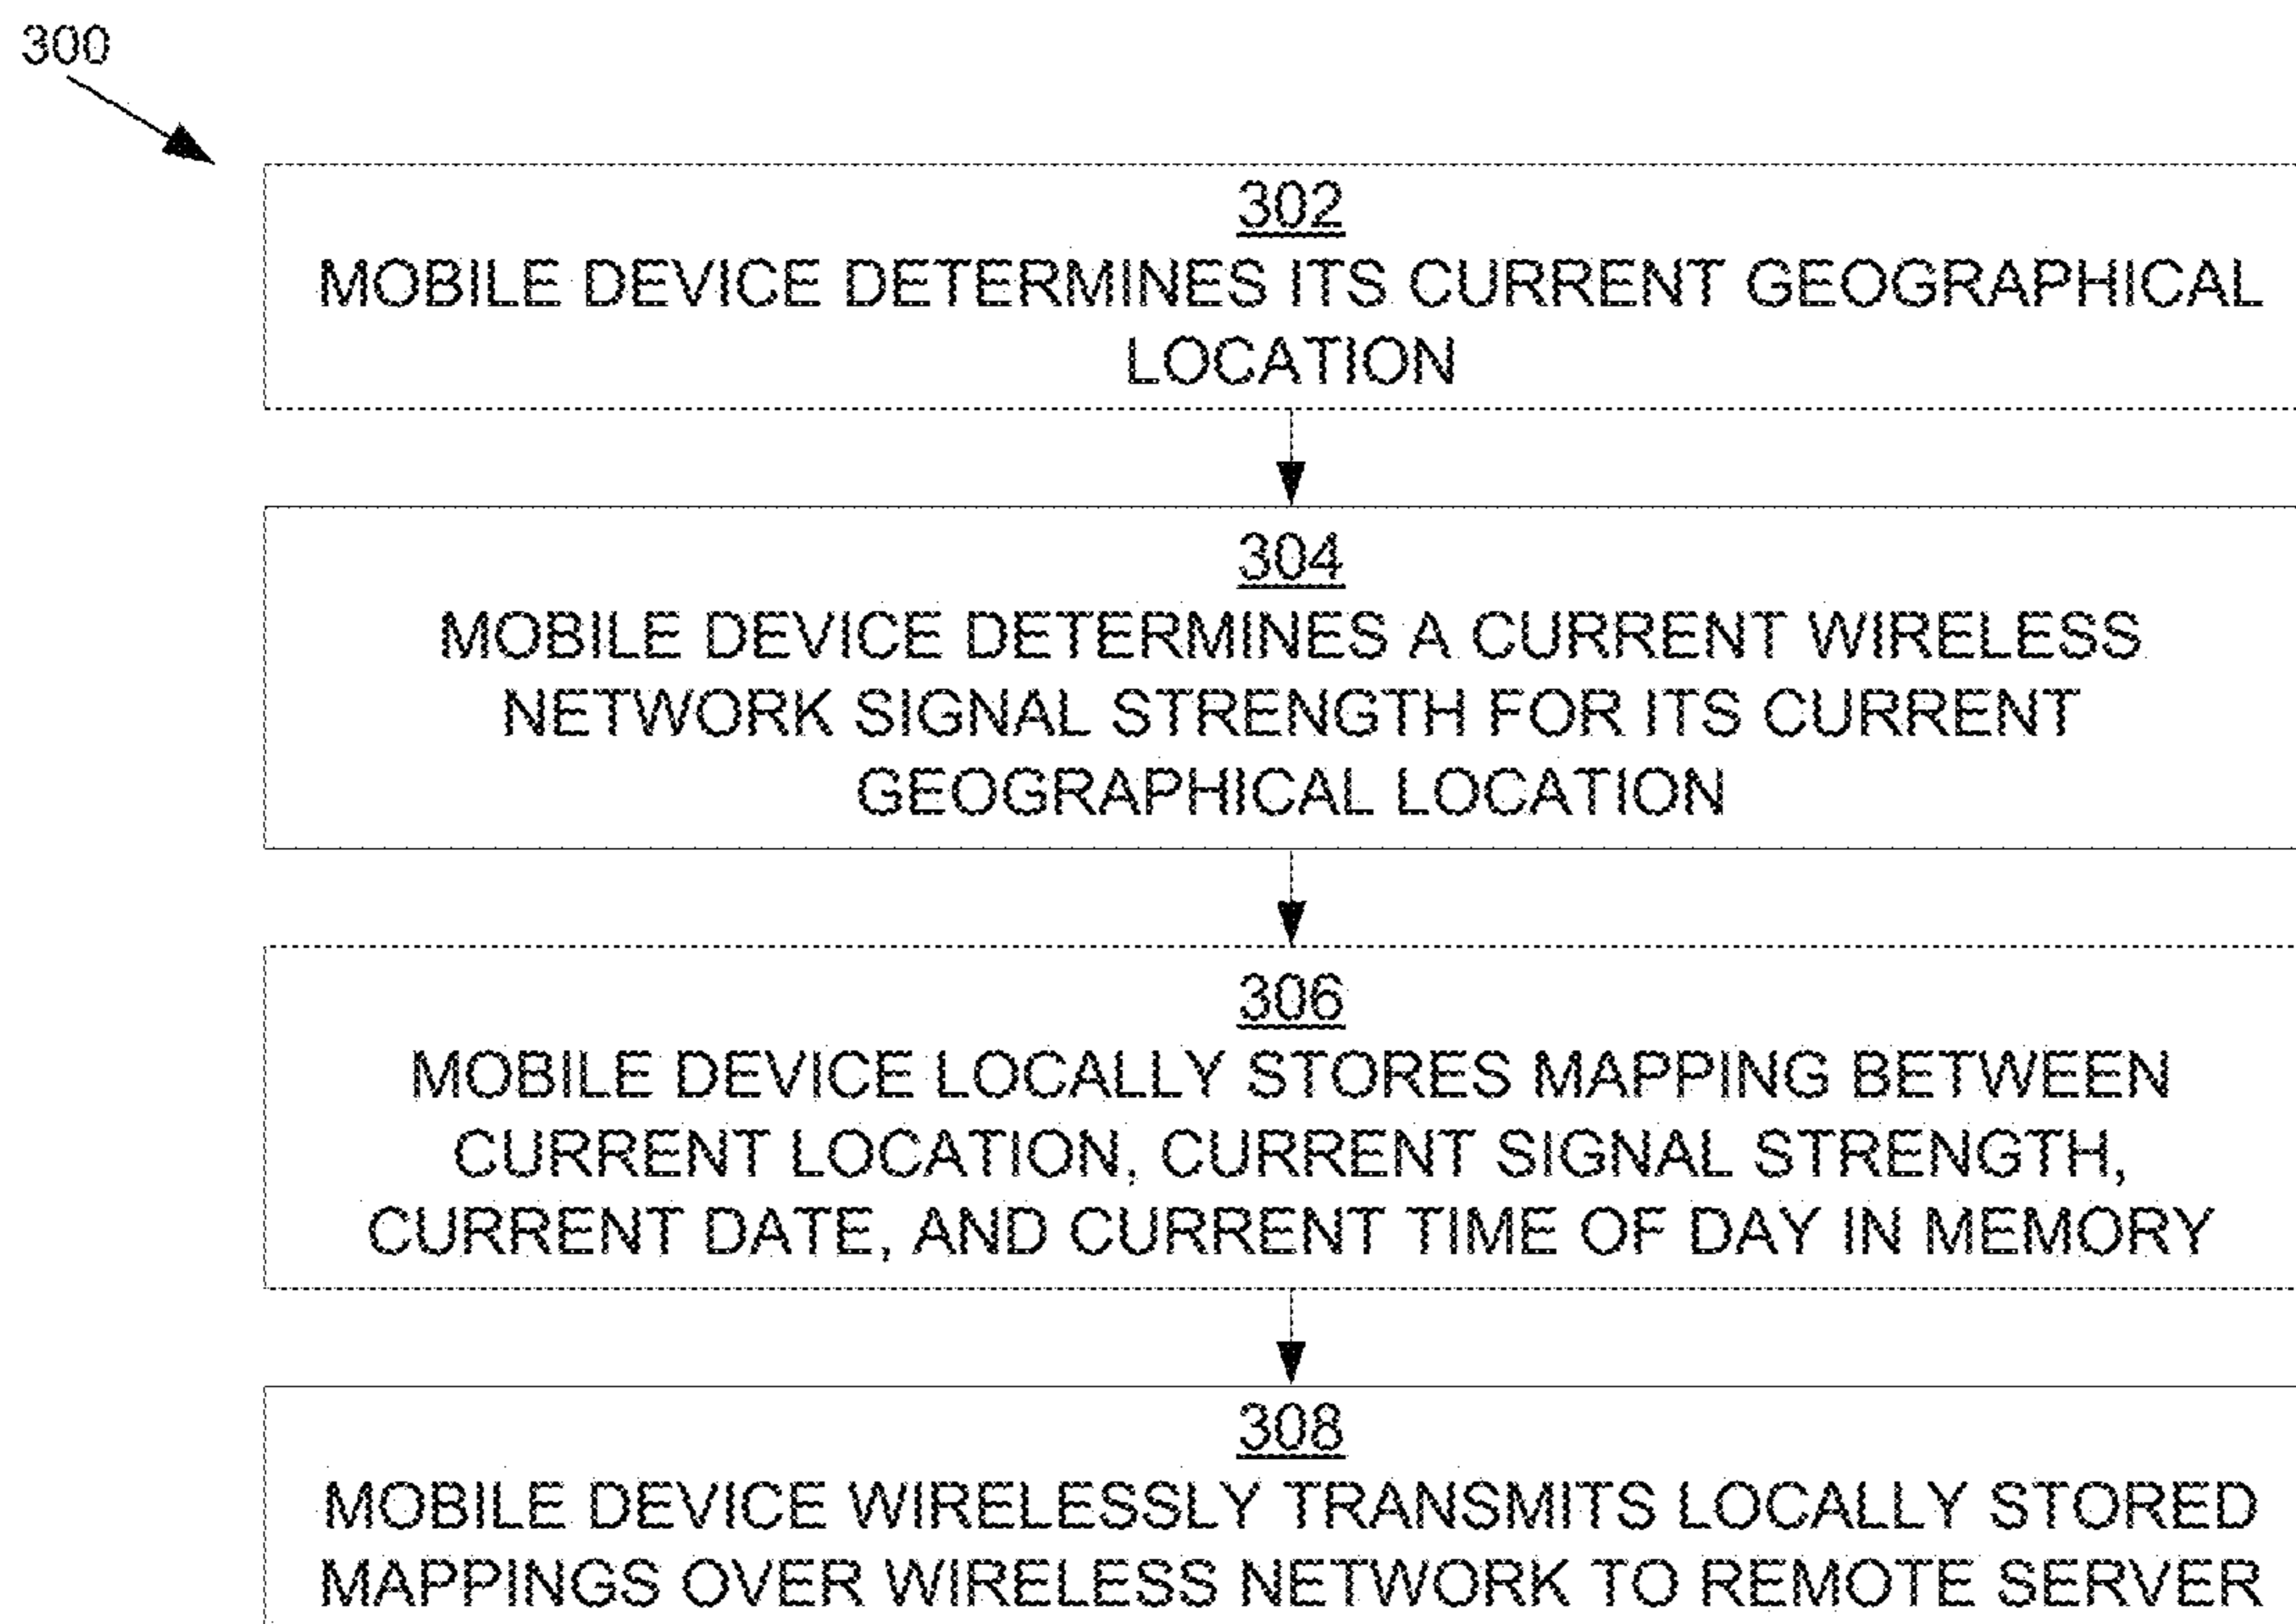 300
302
MOBILE DEVICE DETERMINES ITS CURRENT GEOGRAPHICAL
LOCATION
304
MOBILE DEVICE DETERMINES A CURRENT WIRELESS
NETWORK SIGNAL STRENGTH FOR ITS CURRENT
GEOGRAPHICAL LOCATION
306
MOBILE DEVICE LOCALLY STORES MAPPING BETWEEN
CURRENT LOCATION, CURRENT SIGNAL STRENGTH,
CURRENT DATE, AND CURRENT TIME OF DAY IN MEMORY
308
MOBILE DEVICE WIRELESSLY TRANSMITS LOCALLY STORED
MAPPINGS OVER WIRELESS NETWORK TO REMOTE SERVER